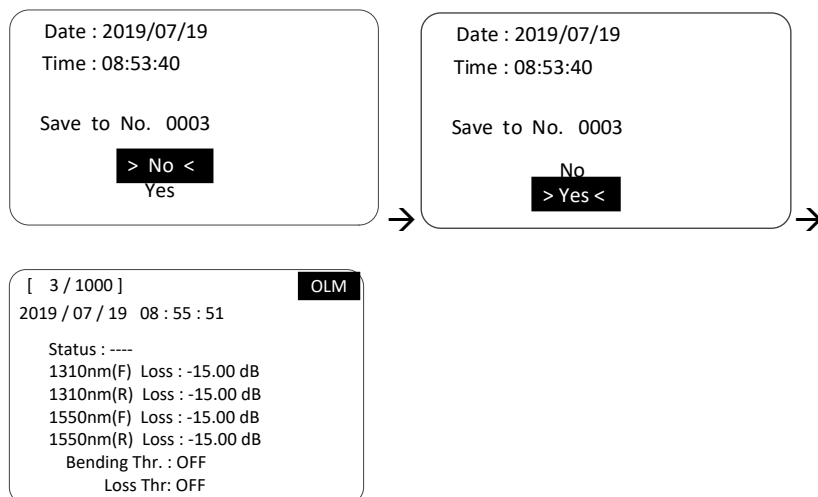 Date : 2019/07/19
Time : 08:53:40
Save to No. 0003
> No <
Yes
→
Date : 2019/07/19
Time : 08:53:40
Save to No. 0003
No
> Yes <
→
[ 3 / 1000 ] OLM
2019 / 07 / 19 08 : 55 : 51
Status : ----
1310nm(F) Loss : -15.00 dB
1310nm(R) Loss : -15.00 dB
1550nm(F) Loss : -15.00 dB
1550nm(R) Loss : -15.00 dB
Bending Thr. : OFF
Loss Thr: OFF